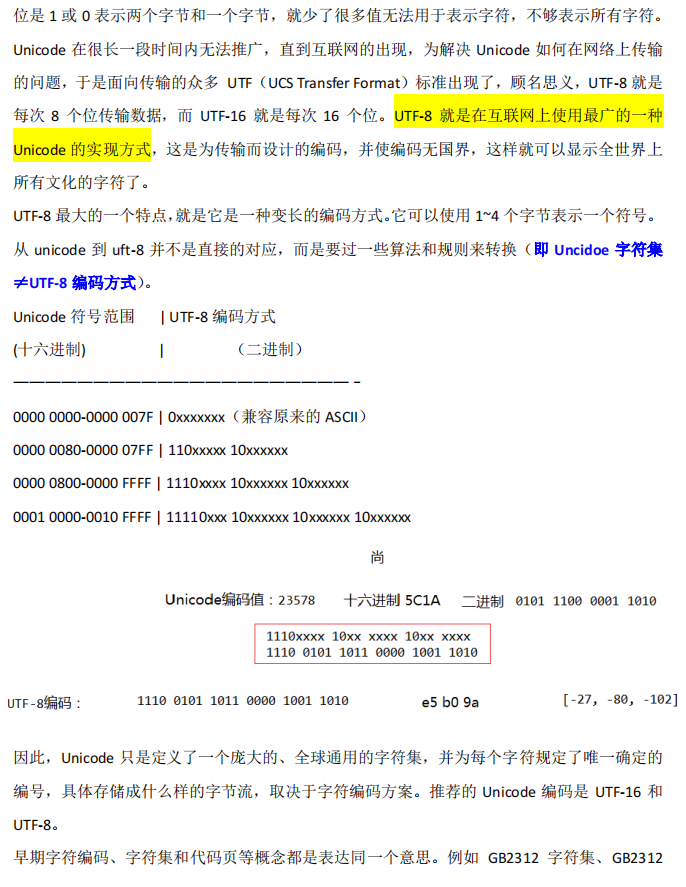 位是 1 或 0 表示两个字节和一个字节，就少了很多值无法用于表示字符，不够表示所有字符。
Unicode 在很长一段时间内无法推广，直到互联网的出现，为解决 Unicode 如何在网络上传输
的问题，于是面向传输的众多 UTF（UCS Transfer Format）标准出现了，顾名思义，UTF-8 就是
每次 8 个位传输数据，而 UTF-16 就是每次 16 个位。UTF-8 就是在互联网上使用最广的一种
Unicode 的实现方式，这是为传输而设计的编码，并使编码无国界，这样就可以显示全世界上
所有文化的字符了。
UTF-8 最大的一个特点，就是它是一种变长的编码方式。它可以使用 1~4 个字节表示一个符号。
从 unicode 到 uft-8 并不是直接的对应，而是要过一些算法和规则来转换（即 Uncidoe 字符集
≠UTF-8 编码方式）。
Unicode 符号范围 | UTF-8 编码方式
(十六进制) | （二进制）
—————————————————————– 
0000 0000-0000 007F | 0xxxxxxx（兼容原来的 ASCII）
0000 0080-0000 07FF | 110xxxxx 10xxxxxx
0000 0800-0000 FFFF | 1110xxxx 10xxxxxx 10xxxxxx
0001 0000-0010 FFFF | 11110xxx 10xxxxxx 10xxxxxx 10xxxxxx
尚
Unicode编码值：23578 十六进制 5C1A 二进制 0101 1100 0001 1010
1110xxxx 10xx xxxx 10xx xxxx
1110 0101 1011 0000 1001 1010
UTF-8编码： 1110 0101 1011 0000 1001 1010 e5 b0 9a [-27, -80, -102]
因此，Unicode 只是定义了一个庞大的、全球通用的字符集，并为每个字符规定了唯一确定的
编号，具体存储成什么样的字节流，取决于字符编码方案。推荐的 Unicode 编码是 UTF-16 和
UTF-8。
早期字符编码、字符集和代码页等概念都是表达同一个意思。例如 GB2312 字符集、GB2312